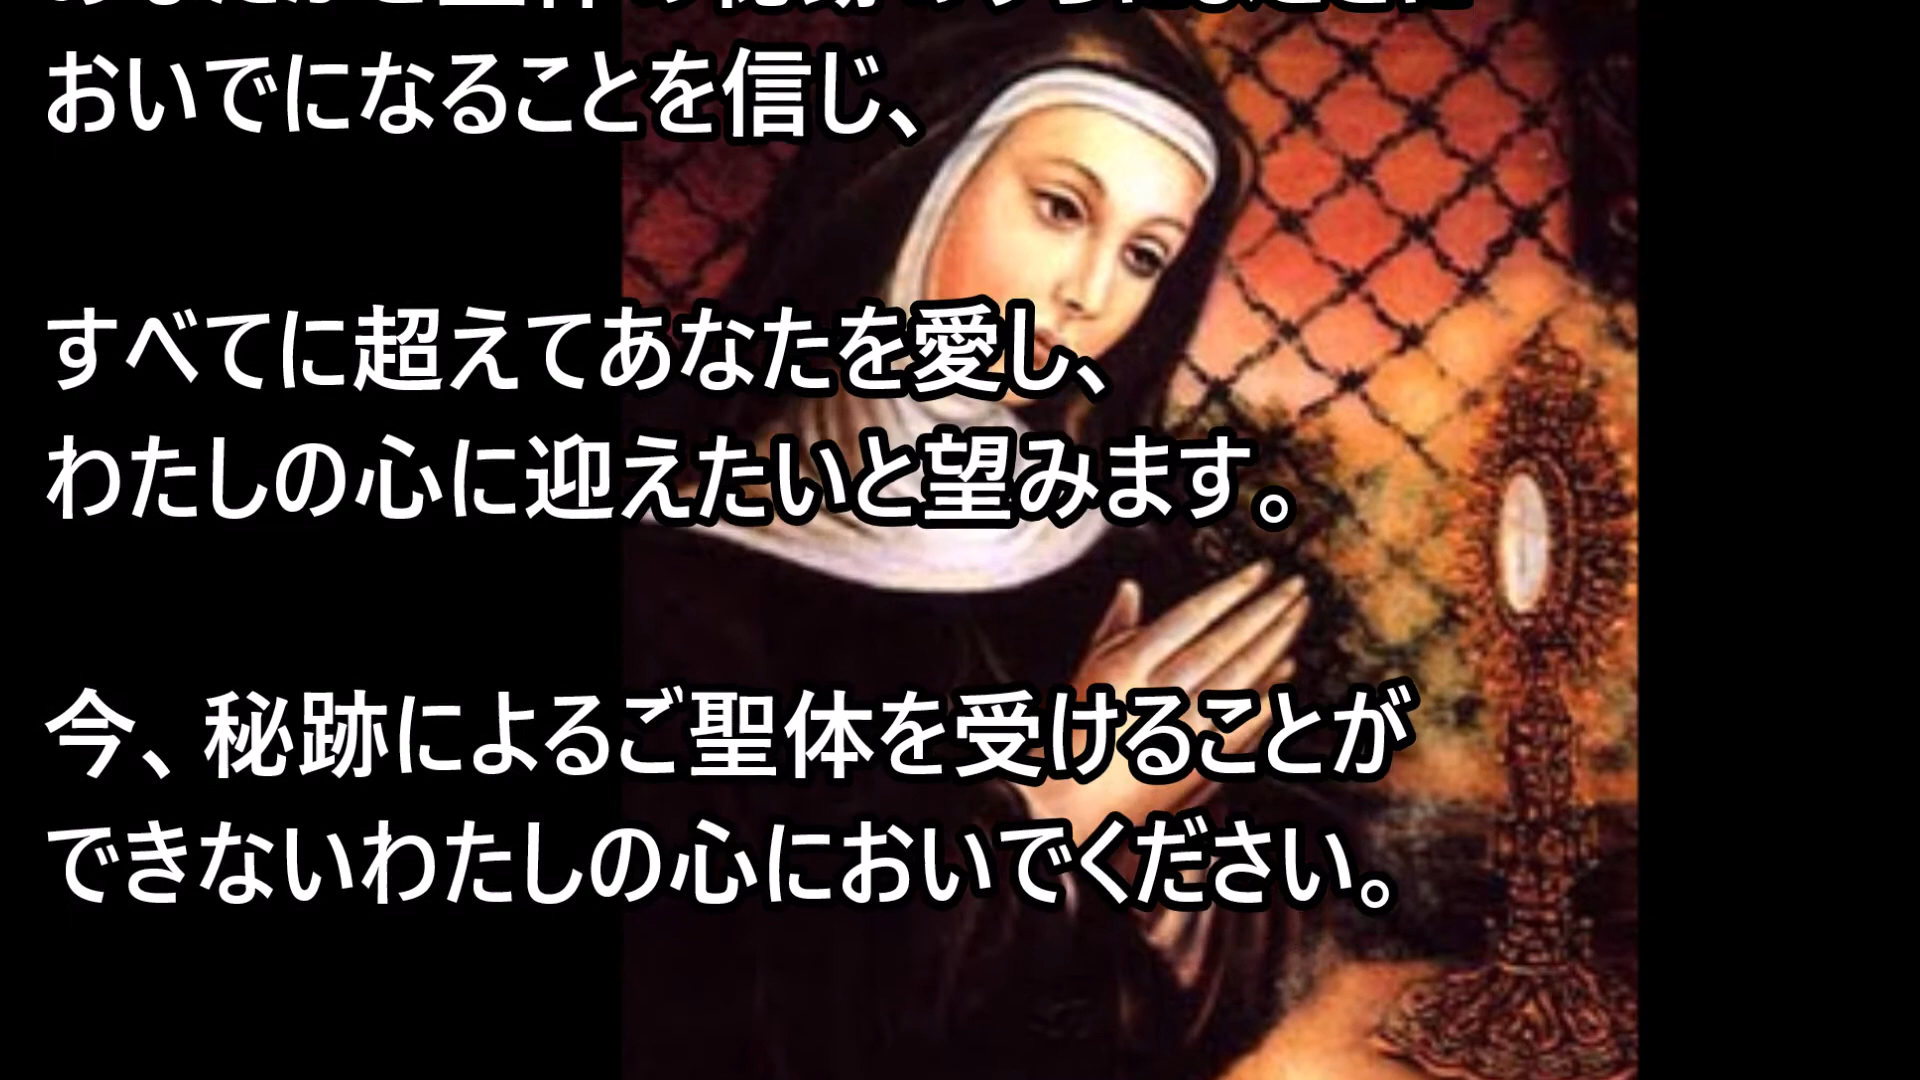 おいでになることを信じ、
すべてに超えてあなたを愛し、
わたしの心に迎えたいと望みます。
今、秘跡によるご聖体を受けることが
できないわたしの心においでください。